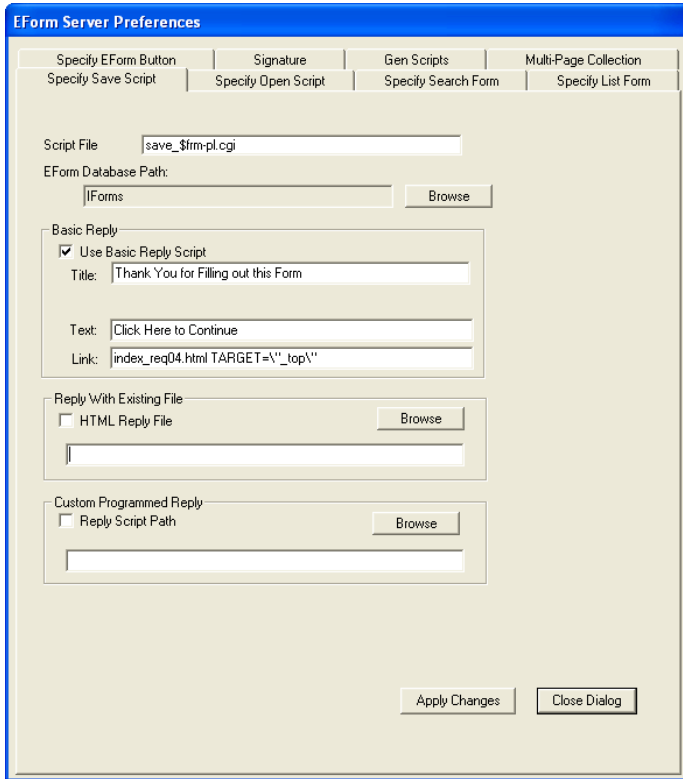 EForm Server Preferences
Specify EForm Button Signature Gen Scripts Multi-Page Collection
Specify Save Script Specify Open Script Specify Search Form Specify List Form
Script File save_$frm-pl.cgi
EForm Database Path:
IForms Browse
Basic Reply
Use Basic Reply Script
Title: Thank You for Filling out this Form
Text: Click Here to Continue
Link: index_req04.html TARGET=\"_top\"
Reply With Existing File
HTML Reply File Browse
Custom Programmed Reply
Reply Script Path Browse
Apply Changes Close Dialog